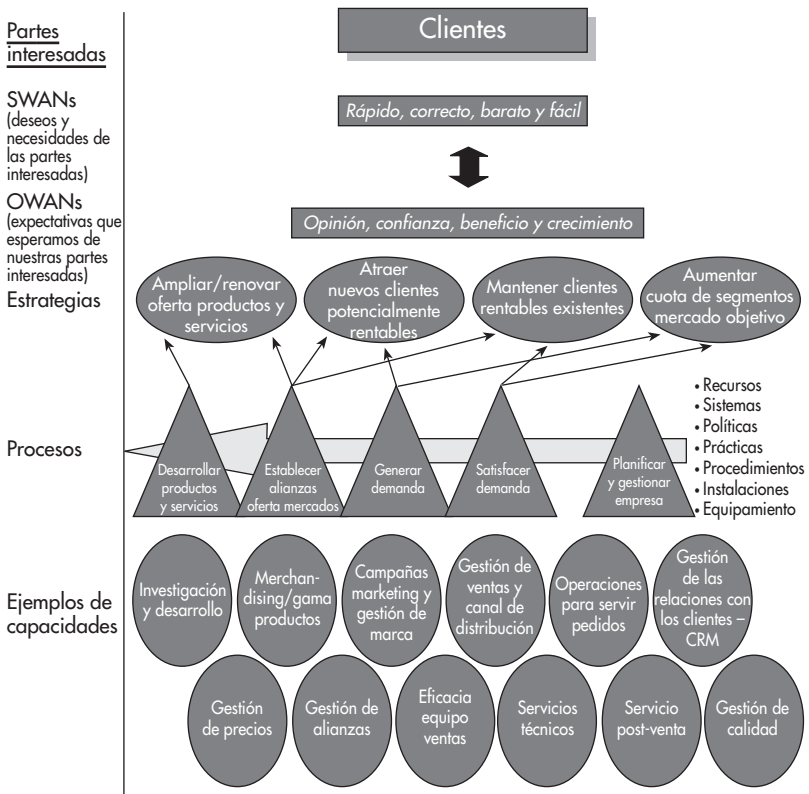 Partes
interesadas
Clientes
SWANs
(deseos y
necesidades de
las partes
interesadas)
Rápido, correcto, barato y fácil
OWANs
(expectativas que
esperamos de
nuestras partes
interesadas)
Opinión, confianza, beneficio y crecimiento
Estrategias
Ampliar/renovar
oferta productos y
servicios
Atraer
nuevos clientes
potencialmente
rentables
Mantener clientes
rentables existentes
Aumentar
cuota de segmentos
mercado objetivo
Procesos
Desarrollar
productos
y servicios
Establecer
alianzas
oferta mercados
Generar
demanda
Satisfacer
demanda
Planificar
y gestionar
empresa
• Recursos
• Sistemas
• Políticas
• Prácticas
• Procedimientos
• Instalaciones
• Equipamiento
Ejemplos de
capacidades
Investigación
y desarrollo
Merchan-
dising/gama
productos
Campañas
marketing y
gestión de
marca
Gestión de
ventas y
canal de
distribución
Operaciones
para servir
pedidos
Gestión
de las
relaciones con
los clientes –
CRM
Gestión
de precios
Gestión de
alianzas
Eficacia
equipo
ventas
Servicios
técnicos
Servicio
post-venta
Gestión de
calidad